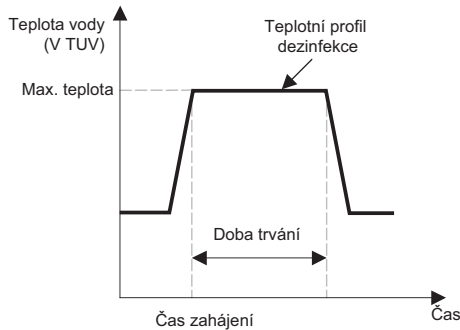 Teplota vody
(V TUV)
Teplotní profil
dezinfekce
Max. teplota
Doba trvání
Čas
Čas zahájení